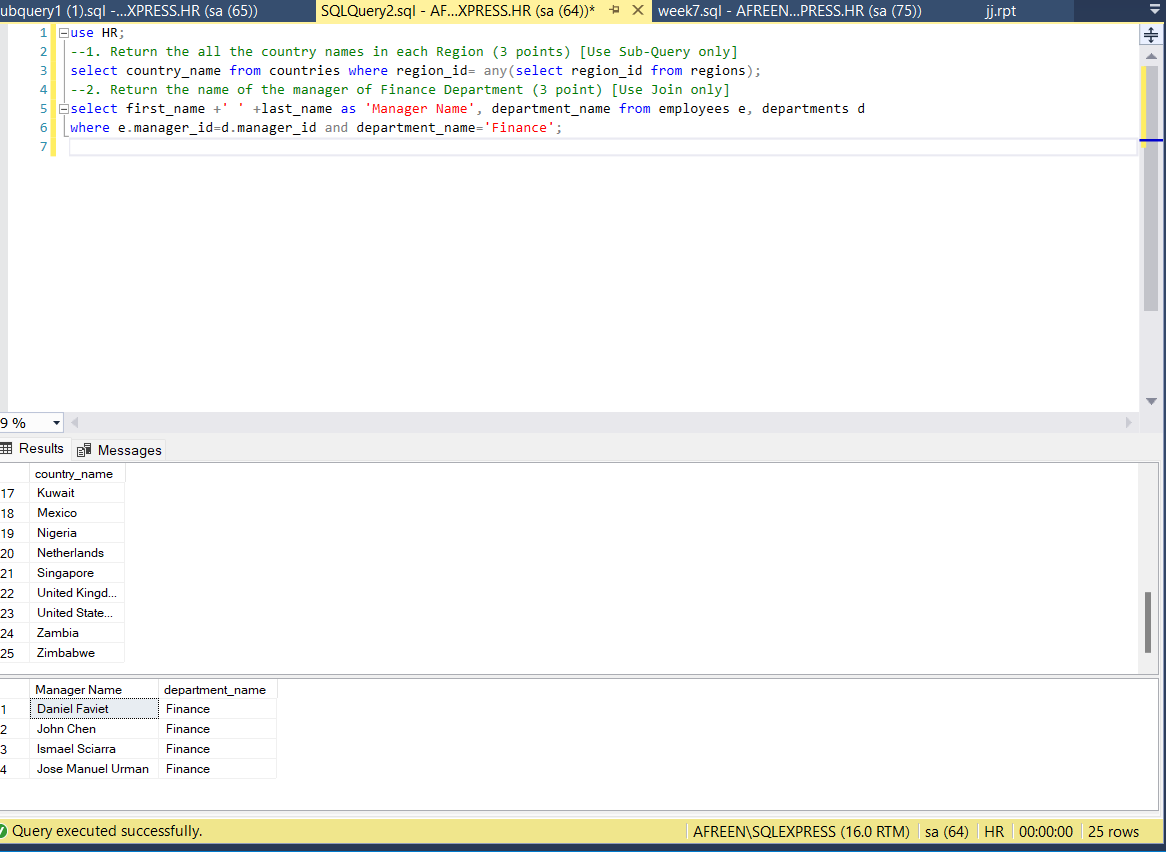 ubquery1 (1).sql -...XPRESS.HR (sa (65)) SQLQuery2.sql - AF...XPRESS.HR (sa (64))* week7.sql - AFREEN...PRESS.HR (sa (75)) jj.rpt
1 use HR;
2 --1. Return the all the country names in each Region (3 points) [Use Sub-Query only]
3 select country_name from countries where region_id= any(select region_id from regions);
4 --2. Return the name of the manager of Finance Department (3 point) [Use Join only]
5 select first_name +' ' +last_name as 'Manager Name', department_name from employees e, departments d
6 where e.manager_id=d.manager_id and department_name='Finance';
7
9 %
Results Messages
country_name
17 Kuwait
18 Mexico
19 Nigeria
20 Netherlands
21 Singapore
22 United Kingd...
23 United State...
24 Zambia
25 Zimbabwe
Manager Name department_name
1 Daniel Faviet Finance
2 John Chen Finance
3 Ismael Sciarra Finance
4 Jose Manuel Urman Finance
Query executed successfully. AFREEN\SQLEXPRESS (16.0 RTM) sa (64) HR 00:00:00 25 rows